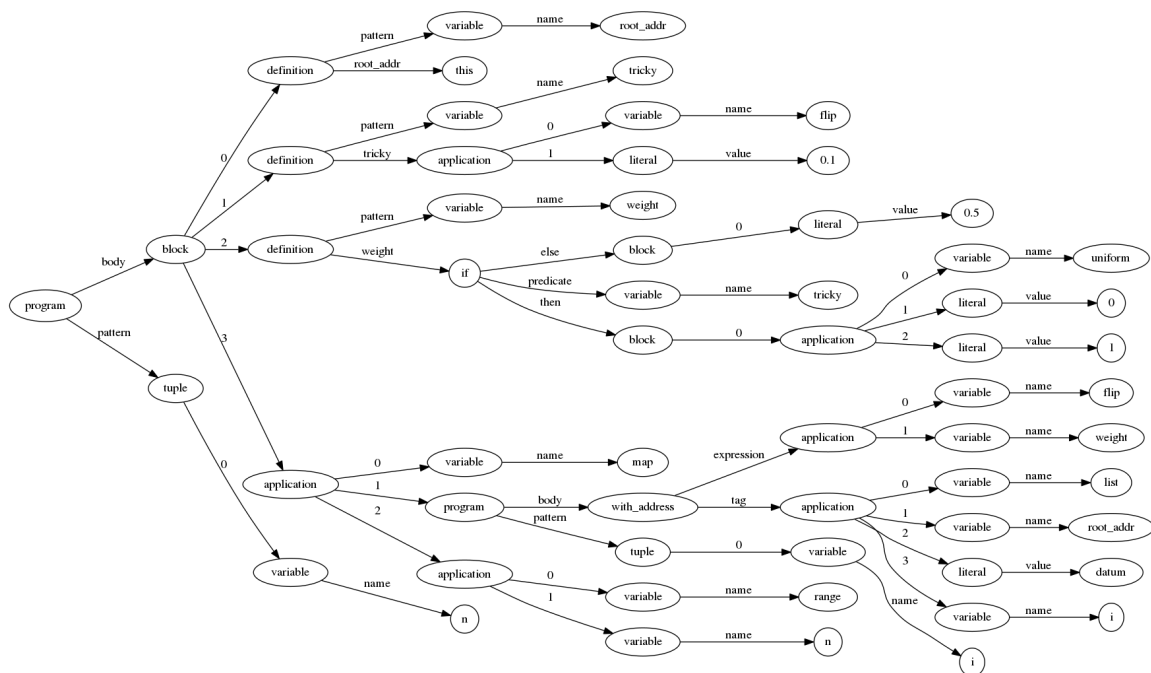 pattern variable name root_addr
definition root_addr this
pattern variable name tricky
0 variable name flip
1 definition tricky application 1 literal value 0.1
0
pattern variable name weight
else block 0 literal value 0.5
block 2 definition weight if
0 variable name uniform
body predicate variable name tricky
then 1 literal value 0
program block 0 application 2 literal value 1
pattern
3
tuple
0 variable name flip
expression application 1 variable name weight
0
application 0 variable name map
1 program body with_address tag application 0 variable name list
2 pattern 1 variable name root_addr
tuple 0 variable 2 literal value datum
3 variable name i
variable application 0 variable name range
name n 1 variable name n
name i